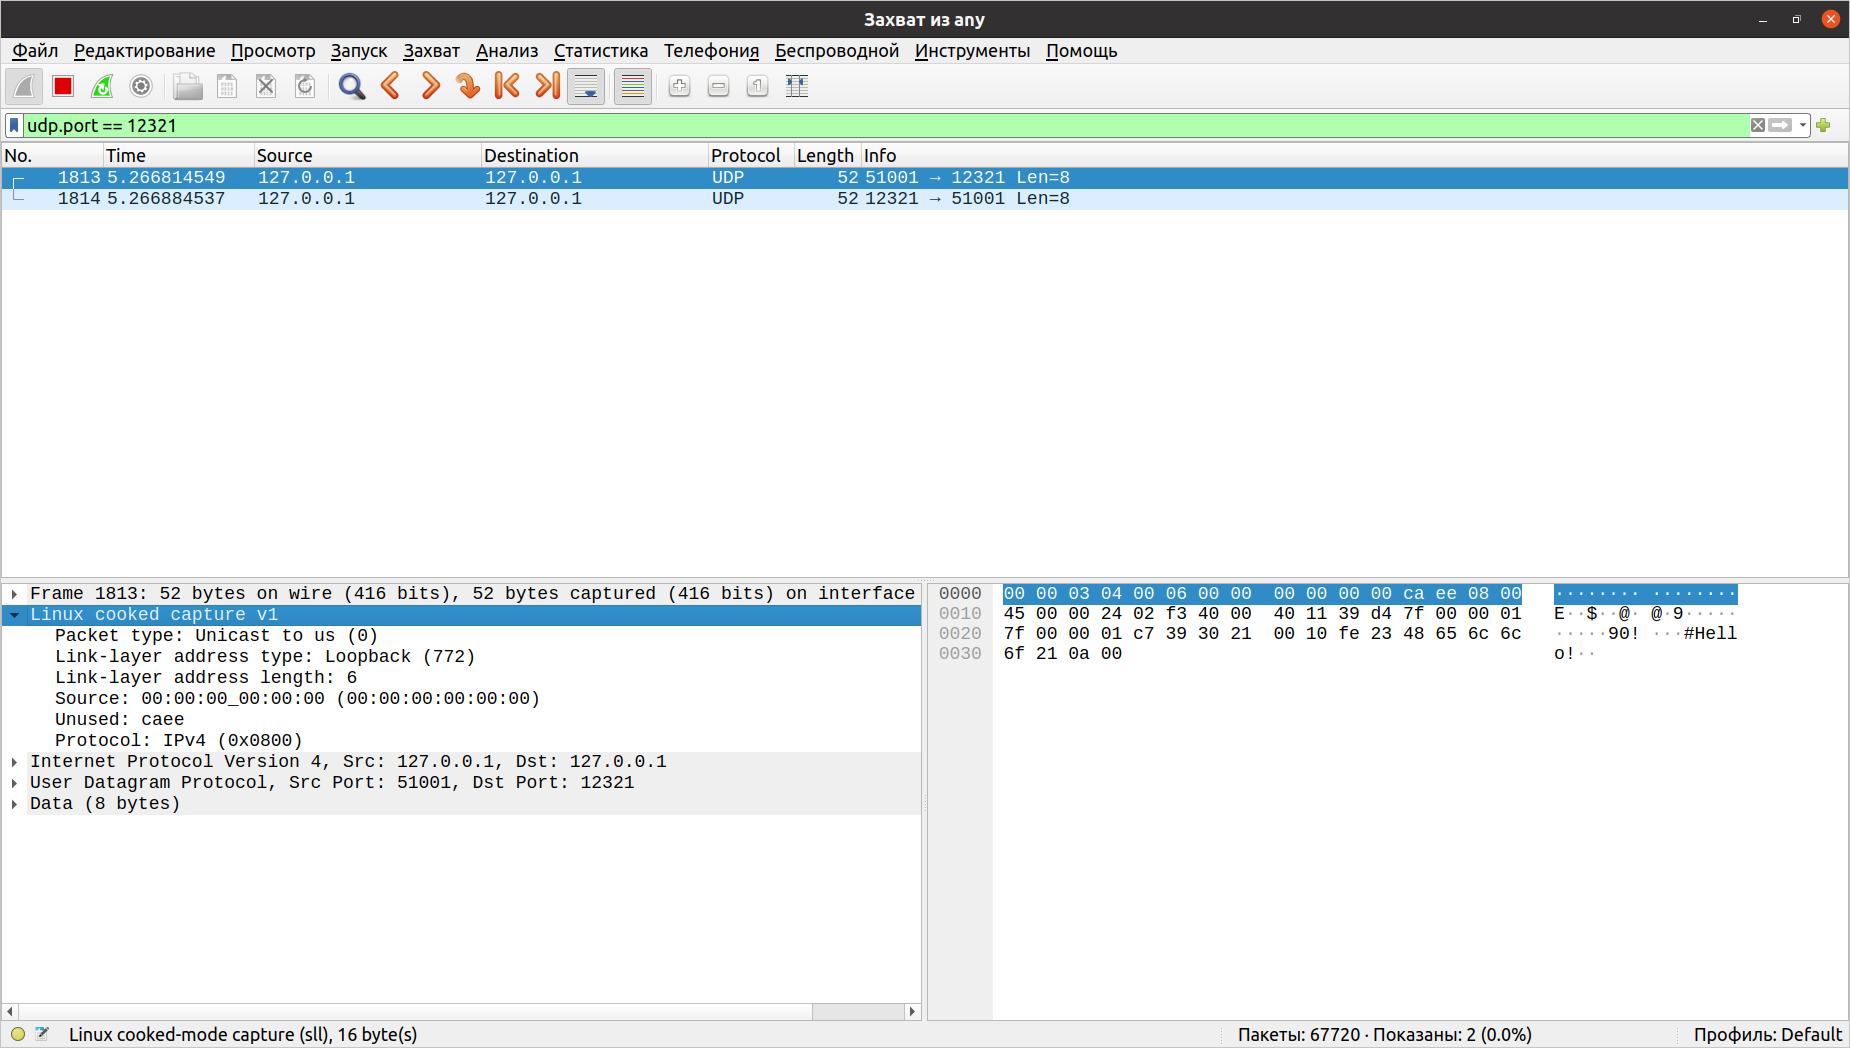 Захват из any
Файл Редактирование Просмотр Запуск Захват Анализ Статистика Телефония Беспроводной Инструменты Помощь
udp.port == 12321
No. Time Source Destination Protocol Length Info
1813 5.266814549 127.0.0.1 127.0.0.1 UDP 52 51001 → 12321 Len=8
1814 5.266884537 127.0.0.1 127.0.0.1 UDP 52 12321 → 51001 Len=8
Frame 1813: 52 bytes on wire (416 bits), 52 bytes captured (416 bits) on interface
Linux cooked capture v1
Packet type: Unicast to us (0)
Link-layer address type: Loopback (772)
Link-layer address length: 6
Source: 00:00:00_00:00:00 (00:00:00:00:00:00)
Unused: caee
Protocol: IPv4 (0x0800)
Internet Protocol Version 4, Src: 127.0.0.1, Dst: 127.0.0.1
User Datagram Protocol, Src Port: 51001, Dst Port: 12321
Data (8 bytes)
0000 00 00 03 04 00 06 00 00 00 00 00 00 ca ee 08 00 ········ ········
0010 45 00 00 24 02 f3 40 00 40 11 39 d4 7f 00 00 01 E··$··@· @·9·····
0020 7f 00 00 01 c7 39 30 21 00 10 fe 23 48 65 6c 6c ·····90! ···#Hell
0030 6f 21 0a 00 o!··
Linux cooked-mode capture (sll), 16 byte(s)
Пакеты: 67720 · Показаны: 2 (0.0%)
Профиль: Default